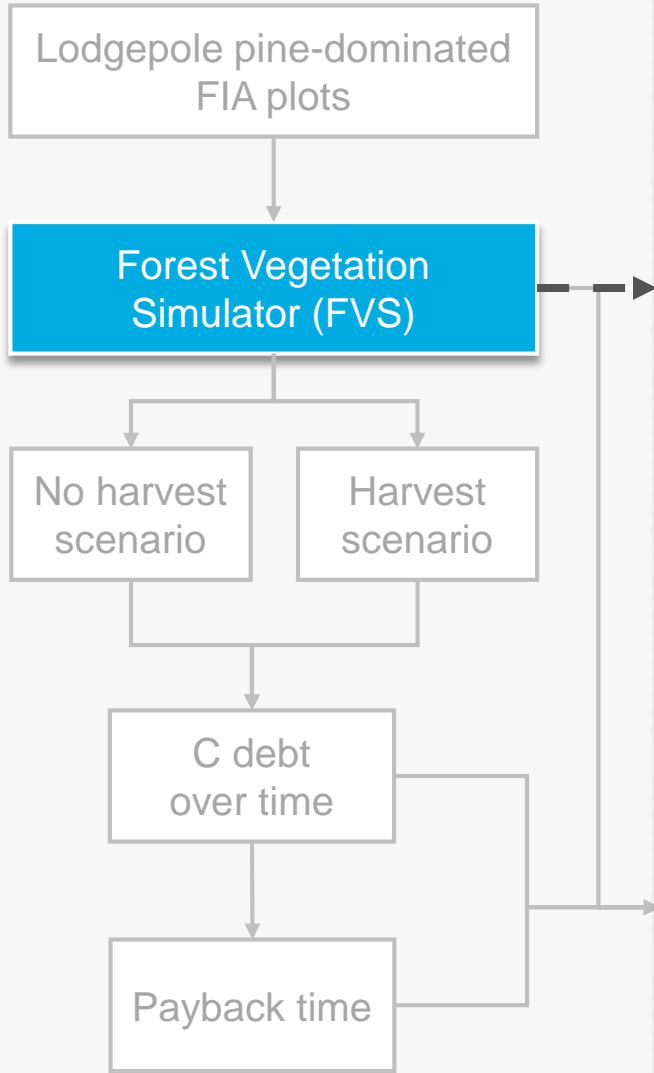 Lodgepole pine-dominated
FIA plots
Forest Vegetation
Simulator (FVS)
No harvest
scenario
Harvest
scenario
C debt
over time
Payback time